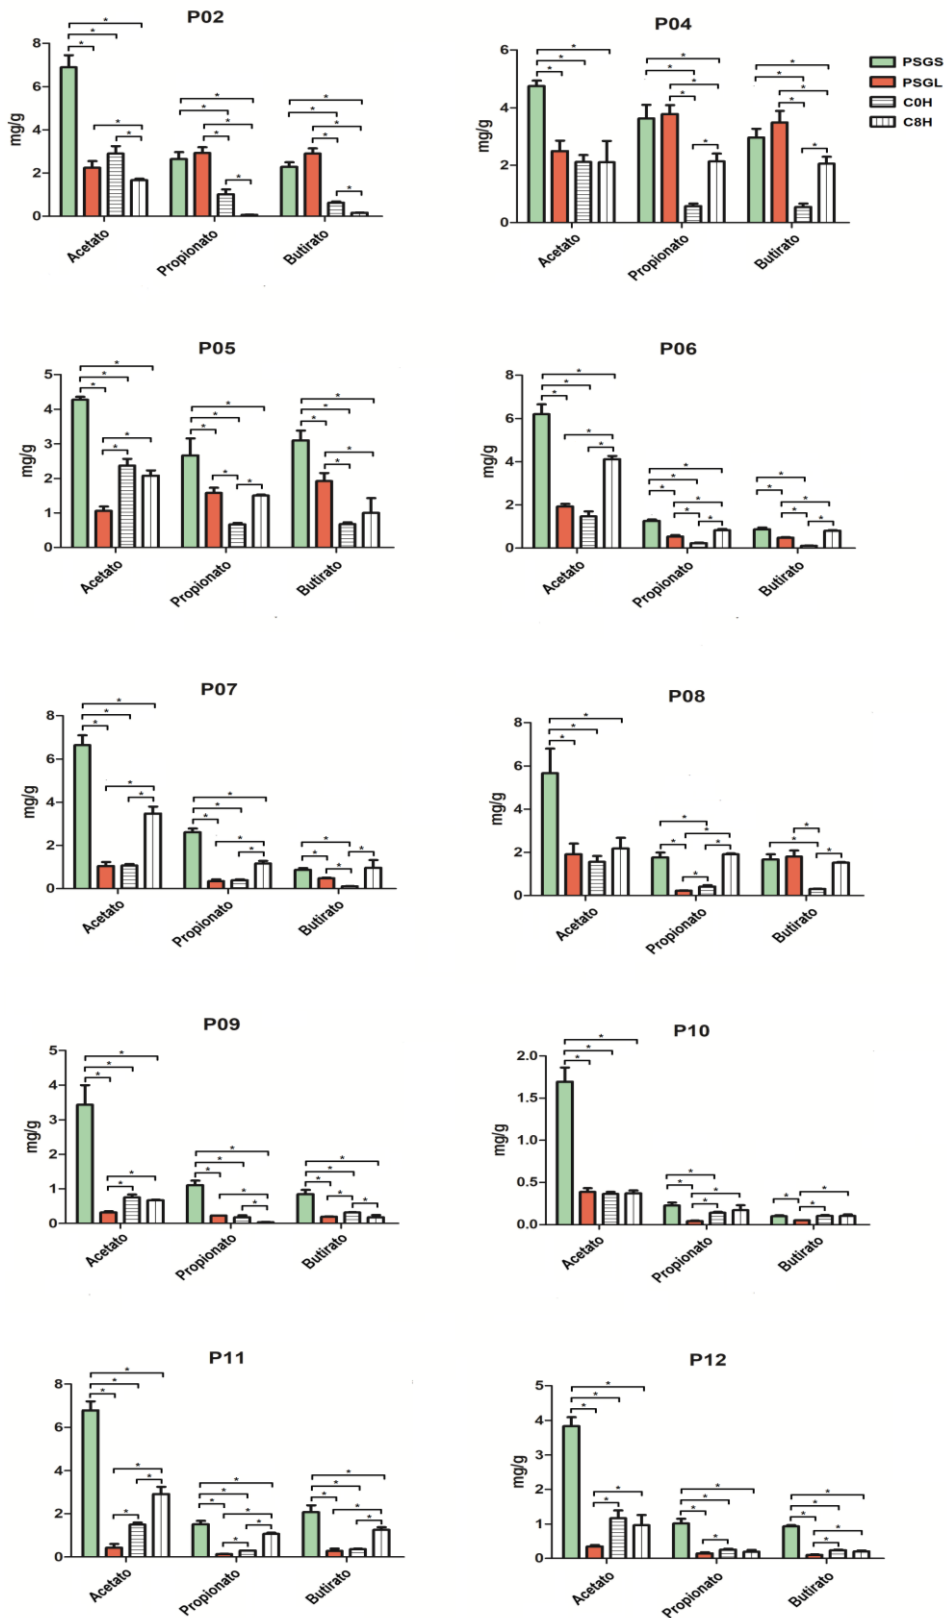 P02
8
6
4
2
0
mg/g
* * *
* *
* * *
* *
* * *
* *
Acetato
Propionato
Butirato
P04
6
4
2
0
mg/g
* * *
* * * * *
* * * * *
Acetato
Propionato
Butirato
PSGS
PSGL
C0H
C8H
P05
5
4
3
2
1
0
mg/g
Acetato
Propionato
Butirato
P06
8
6
4
2
0
mg/g
Acetato
Propionato
Butirato
P07
8
6
4
2
0
mg/g
Acetato
Propionato
Butirato
P08
8
6
4
2
0
mg/g
Acetato
Propionato
Butirato
P09
5
4
3
2
1
0
mg/g
Acetato
Propionato
Butirato
P10
2.0
1.5
1.0
0.5
0.0
mg/g
Acetato
Propionato
Butirato
P11
8
6
4
2
0
mg/g
Acetato
Propionato
Butirato
P12
5
4
3
2
1
0
mg/g
Acetato
Propionato
Butirato